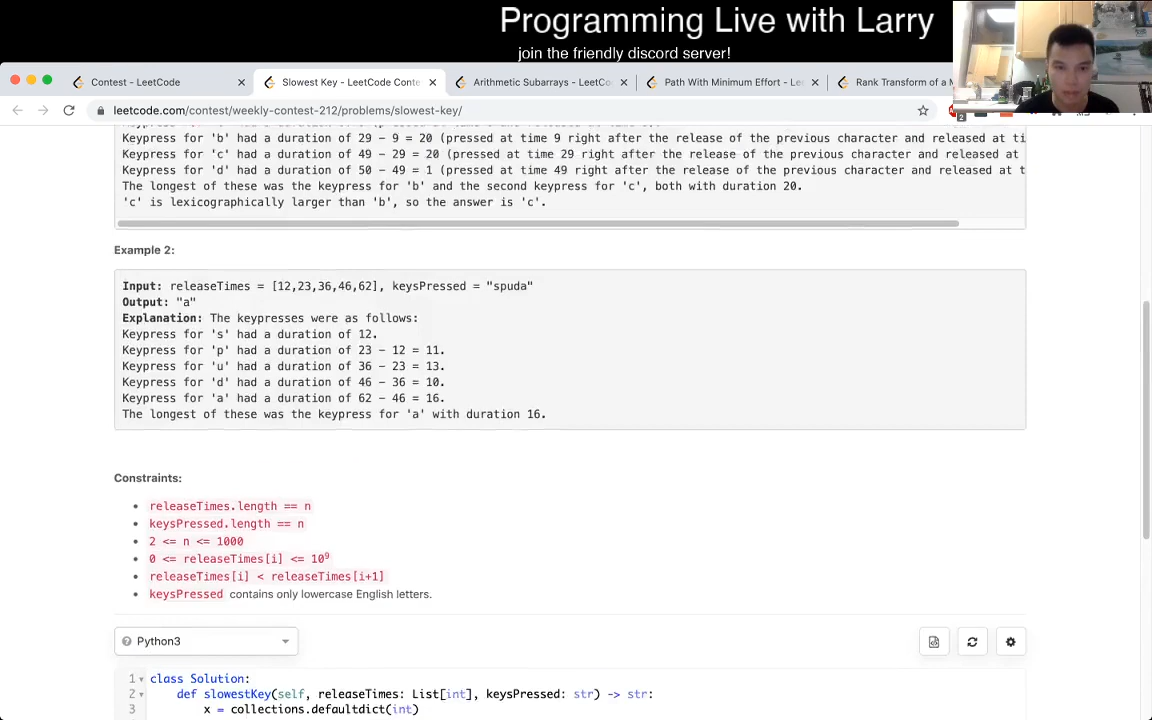 Programming Live with Larry
join the friendly discord server!
Contest - LeetCode
Slowest Key - LeetCode Conte
Arithmetic Subarrays - LeetCo
Path With Minimum Effort - Lee
Rank Transform of a M
leetcode.com/contest/weekly-contest-212/problems/slowest-key/
2
Keypress for 'b' had a duration of 29 - 9 = 20 (pressed at time 9 right after the release of the previous character and released at ti
Keypress for 'c' had a duration of 49 - 29 = 20 (pressed at time 29 right after the release of the previous character and released at
Keypress for 'd' had a duration of 50 - 49 = 1 (pressed at time 49 right after the release of the previous character and released at t
The longest of these was the keypress for 'b' and the second keypress for 'c', both with duration 20.
'c' is lexicographically larger than 'b', so the answer is 'c'.
Example 2:
Input: releaseTimes = [12,23,36,46,62], keysPressed = "spuda"
Output: "a"
Explanation: The keypresses were as follows:
Keypress for 's' had a duration of 12.
Keypress for 'p' had a duration of 23 - 12 = 11.
Keypress for 'u' had a duration of 36 - 23 = 13.
Keypress for 'd' had a duration of 46 - 36 = 10.
Keypress for 'a' had a duration of 62 - 46 = 16.
The longest of these was the keypress for 'a' with duration 16.
Constraints:
releaseTimes.length == n
keysPressed.length == n
2 <= n <= 1000
0 <= releaseTimes[i] <= 10⁹
releaseTimes[i] < releaseTimes[i+1]
keysPressed contains only lowercase English letters.
Python3
1 class Solution:
2 def slowestKey(self, releaseTimes: List[int], keysPressed: str) -> str:
3 x = collections.defaultdict(int)